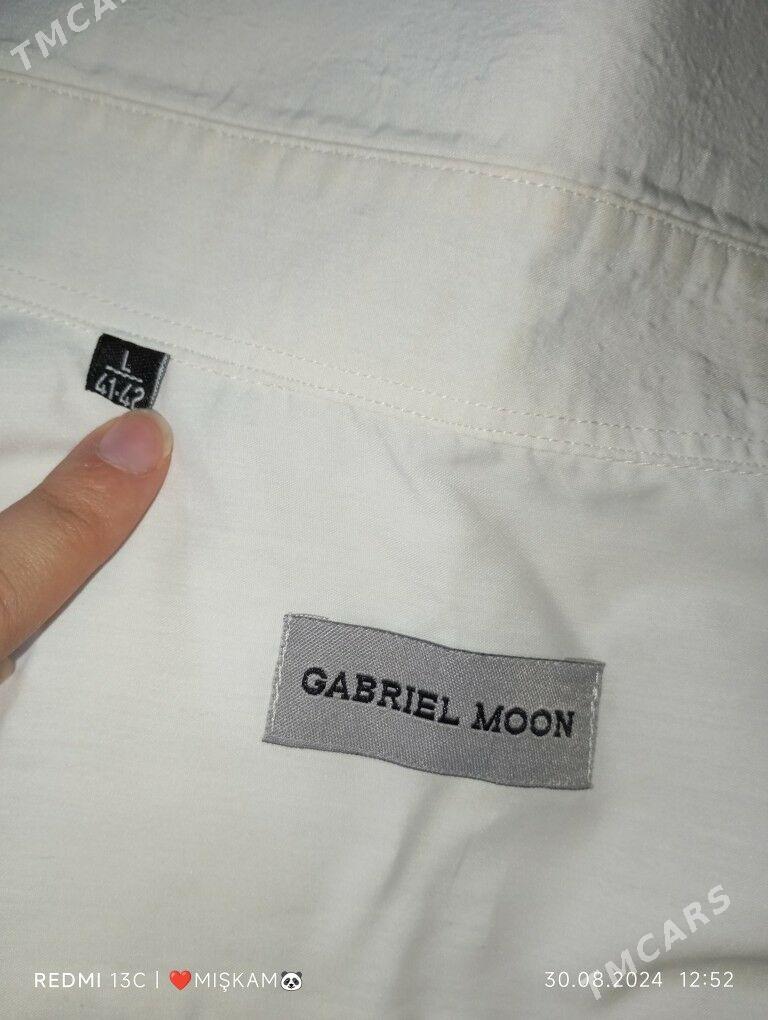 TMCARS
L
41-42
GABRIEL MOON
TMCARS
REDMI 13C | ❤️MIŞKAM🐼
30.08.2024 12:52